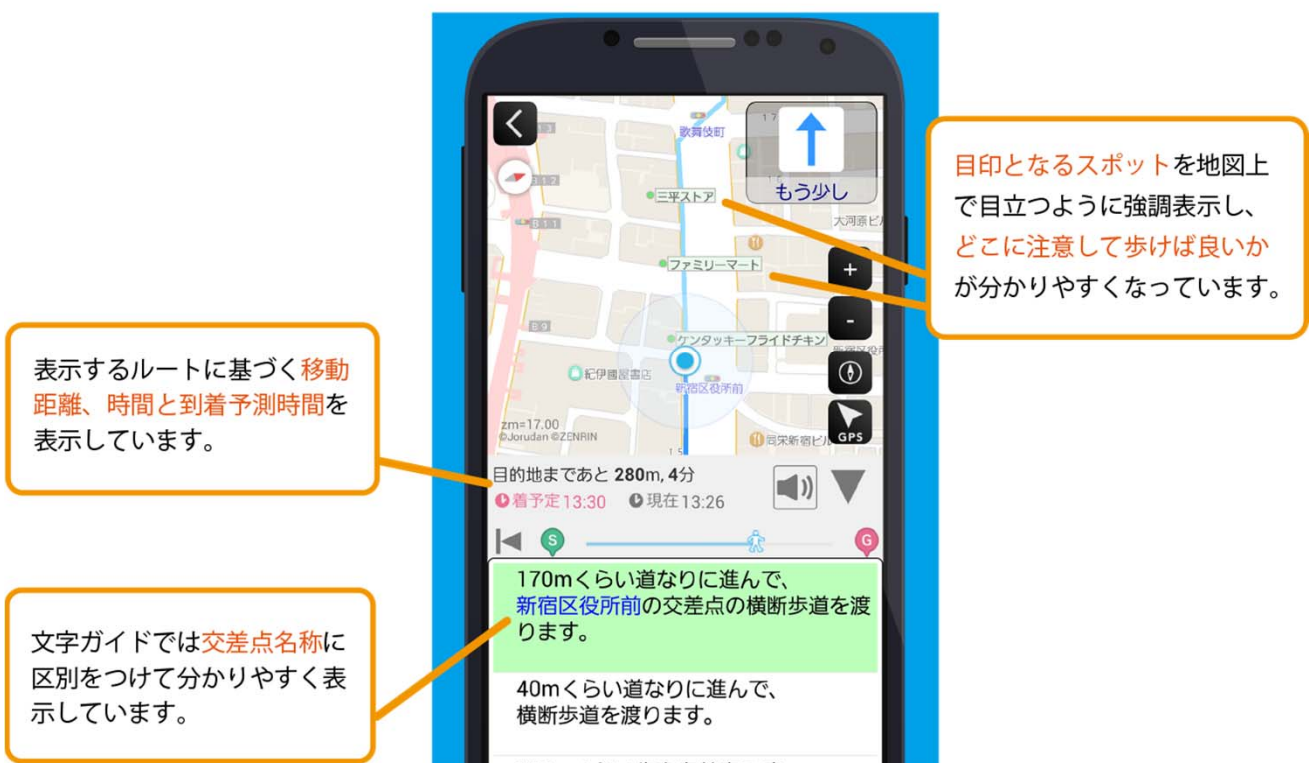 歌舞伎町
もう少し
三平ストア
大河原ビル
B12
B11
ファミリーマート
+
-
B9
ケンタッキーフライドチキン
紀伊國屋書店
新宿区役所前
zm=17.00
©Jorudan ©ZENRIN
同栄新宿ビル
GPS
目的地まであと 280m, 4分
着予定13:30 現在13:26
S
G
170mくらい道なりに進んで、
新宿区役所前の交差点の横断歩道を渡
ります。
40mくらい道なりに進んで、
横断歩道を渡ります。
目印となるスポットを地図上
で目立つように強調表示し、
どこに注意して歩けば良いか
が分かりやすくなっています。
表示するルートに基づく移動
距離、時間と到着予測時間を
表示しています。
文字ガイドでは交差点名称に
区別をつけて分かりやすく表
示しています。